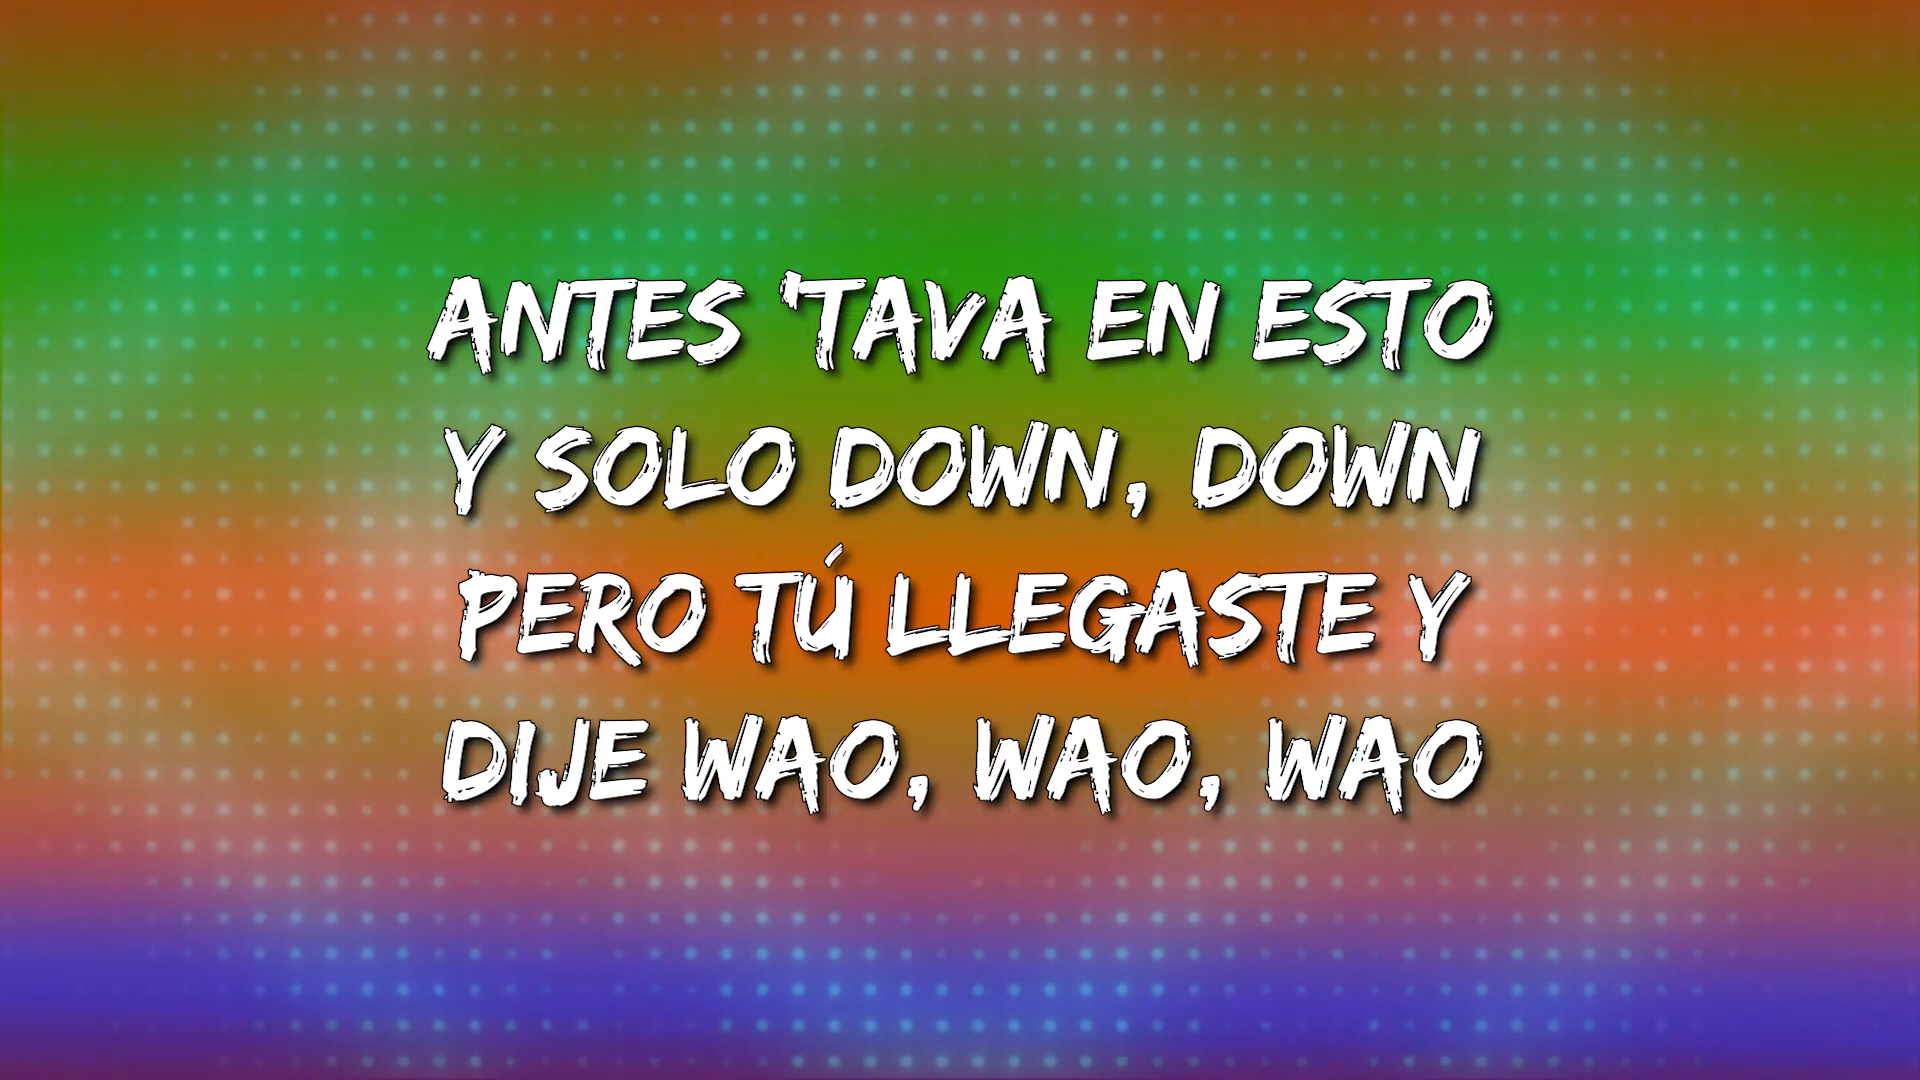 ANTES 'TAVA EN ESTO
Y SOLO DOWN, DOWN
PERO TÚ LLEGASTE Y
DIJE WAO, WAO, WAO